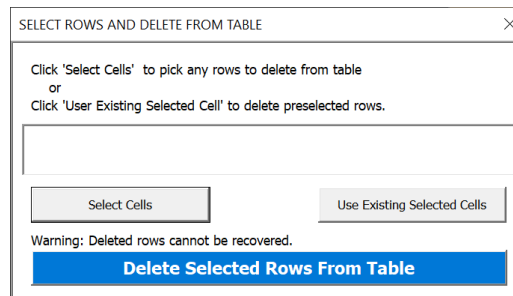 SELECT ROWS AND DELETE FROM TABLE
Click 'Select Cells' to pick any rows to delete from table
or
Click 'User Existing Selected Cell' to delete preselected rows.
Select Cells
Use Existing Selected Cells
Warning: Deleted rows cannot be recovered.
Delete Selected Rows From Table